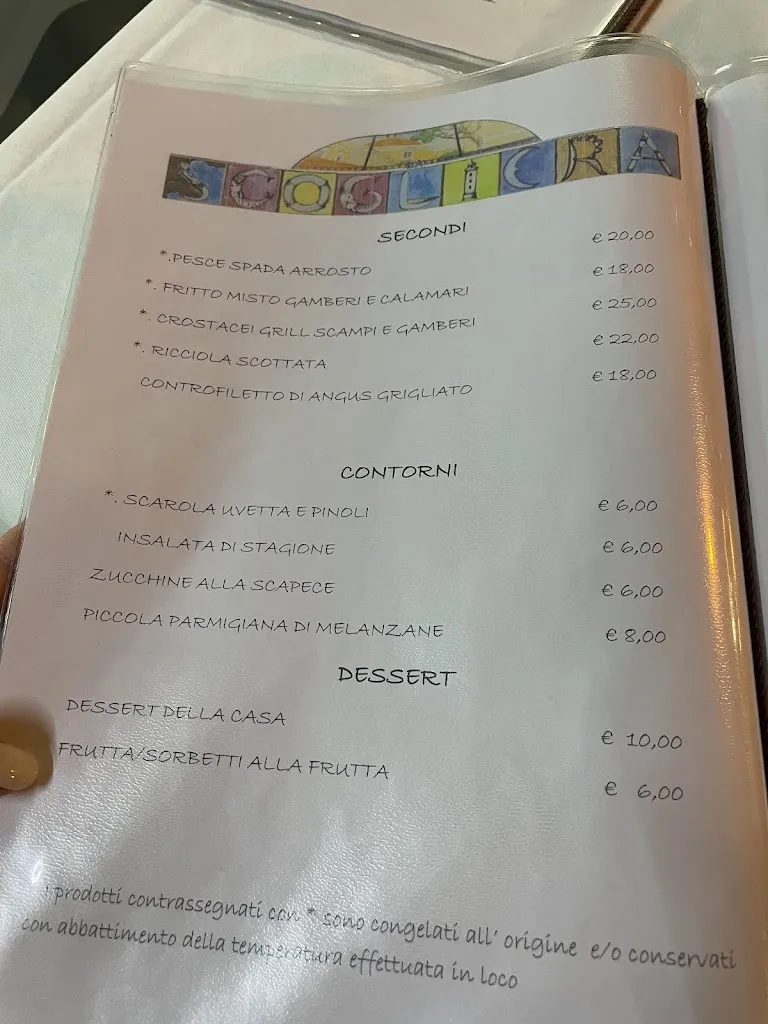 SCOGLIERA
SECONDI
*. PESCE SPADA ARROSTO € 20,00
*. FRITTO MISTO GAMBERI E CALAMARI € 18,00
*. CROSTACEI GRILL SCAMPI E GAMBERI € 25,00
*. RICCIOLA SCOTTATA € 22,00
CONTROFILETTO DI ANGUS GRIGLIATO € 18,00
CONTORNI
*. SCAROLA UVETTA E PINOLI € 6,00
INSALATA DI STAGIONE € 6,00
ZUCCHINE ALLA SCAPECE € 6,00
PICCOLA PARMIGIANA DI MELANZANE € 8,00
DESSERT
DESSERT DELLA CASA € 10,00
FRUTTA/SORBETTI ALLA FRUTTA € 6,00
I prodotti contrassegnati con * sono congelati all' origine e/o conservati
con abbattimento della temperatura effettuata in loco